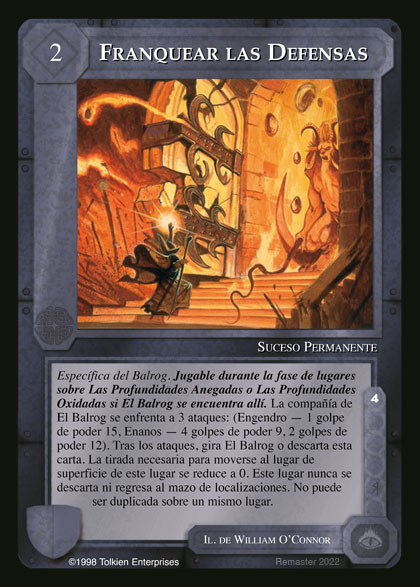 2
FRANQUEAR LAS DEFENSAS
SUCESO PERMANENTE
Específica del Balrog. Jugable durante la fase de lugares
sobre Las Profundidades Anegadas o Las Profundidades
Oxidadas si El Balrog se encuentra allí. La compañía de
El Balrog se enfrenta a 3 ataques: (Engendro — 1 golpe
de poder 15, Enanos — 4 golpes de poder 9, 2 golpes de
poder 12). Tras los ataques, gira El Balrog o descarta esta
carta. La tirada necesaria para moverse al lugar de
superficie de este lugar se reduce a 0. Este lugar nunca se
descarta ni regresa al mazo de localizaciones. No puede
ser duplicada sobre un mismo lugar.
4
IL. DE WILLIAM O'CONNOR
©1998 Tolkien Enterprises
Remaster 2022